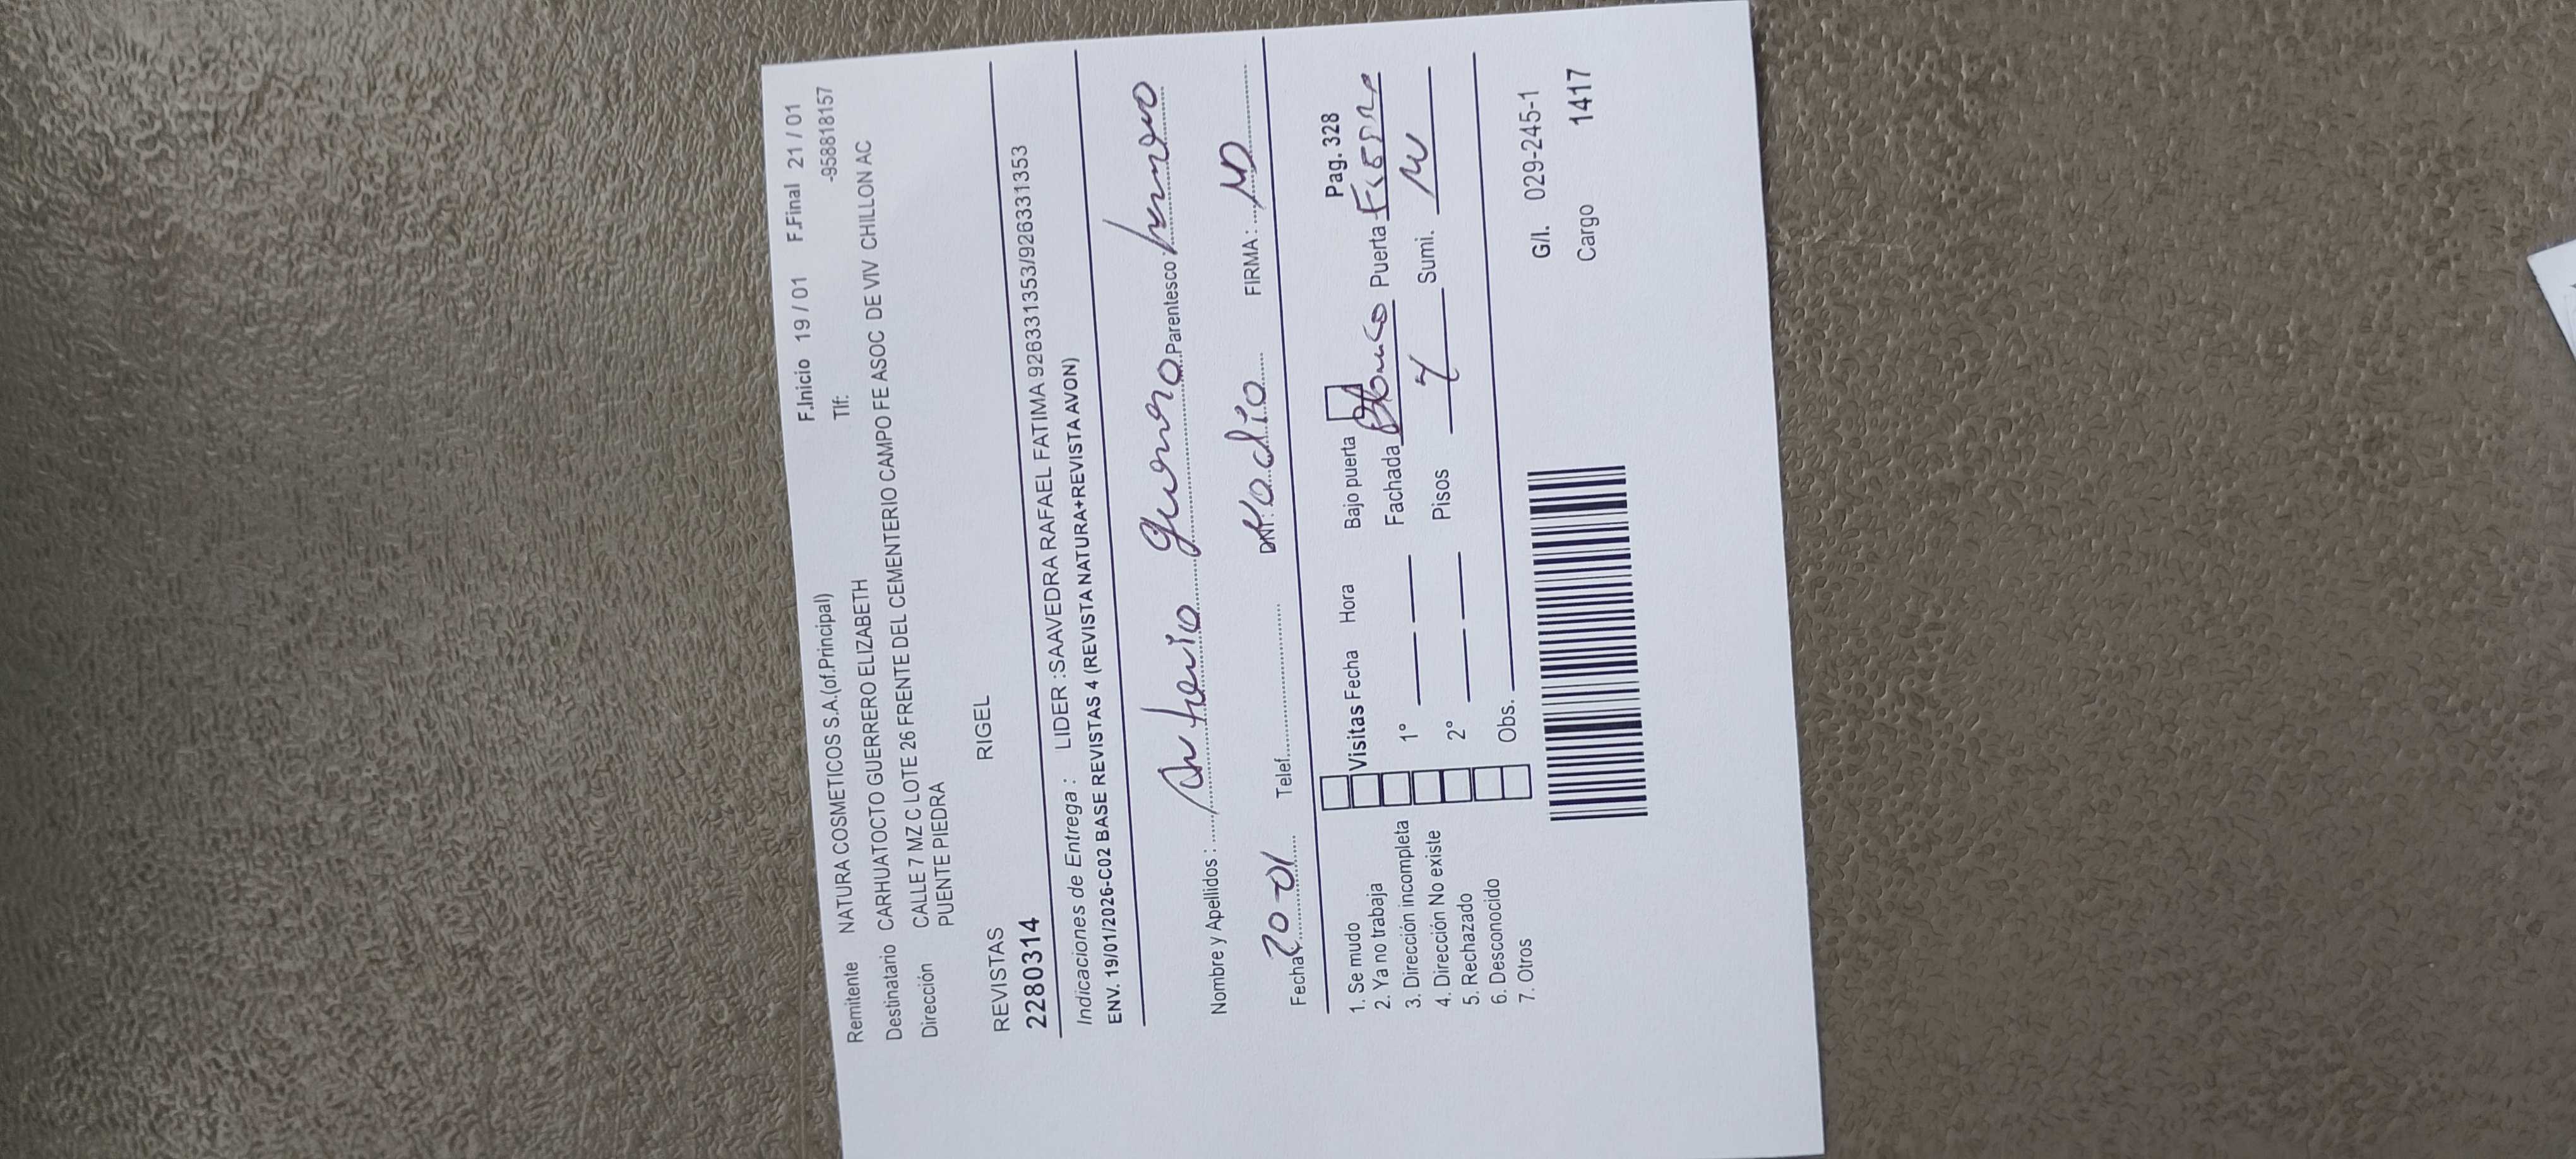 F.Inicio 19 / 01 F.Final 21 / 01
Remitente NATURA COSMETICOS S.A.(of.Principal) Tlf: -958818157
Destinatario CARHUATOCTO GUERRERO ELIZABETH
Dirección CALLE 7 MZ C LOTE 26 FRENTE DEL CEMENTERIO CAMPO FE ASOC DE VIV CHILLON AC
PUENTE PIEDRA
REVISTAS RIGEL
2280314
Indicaciones de Entrega : LIDER :SAAVEDRA RAFAEL FATIMA 926331353/926331353
ENV. 19/01/2026-C02 BASE REVISTAS 4 (REVISTA NATURA+REVISTA AVON)
Nombre y Apellidos : Antonio Guerrero Parentesco :
Fecha: 20-01 Telef. DNI: No dio FIRMA : ND
Pag. 328
1. Se mudo Visitas Fecha Hora Bajo puerta
2. Ya no trabaja 1° Fachada Blanco Puerta Fierro
3. Dirección incompleta
4. Dirección No existe 2° Pisos Sumi.
5. Rechazado
6. Desconocido Obs.
7. Otros
G/I. 029-245-1
Cargo 1417